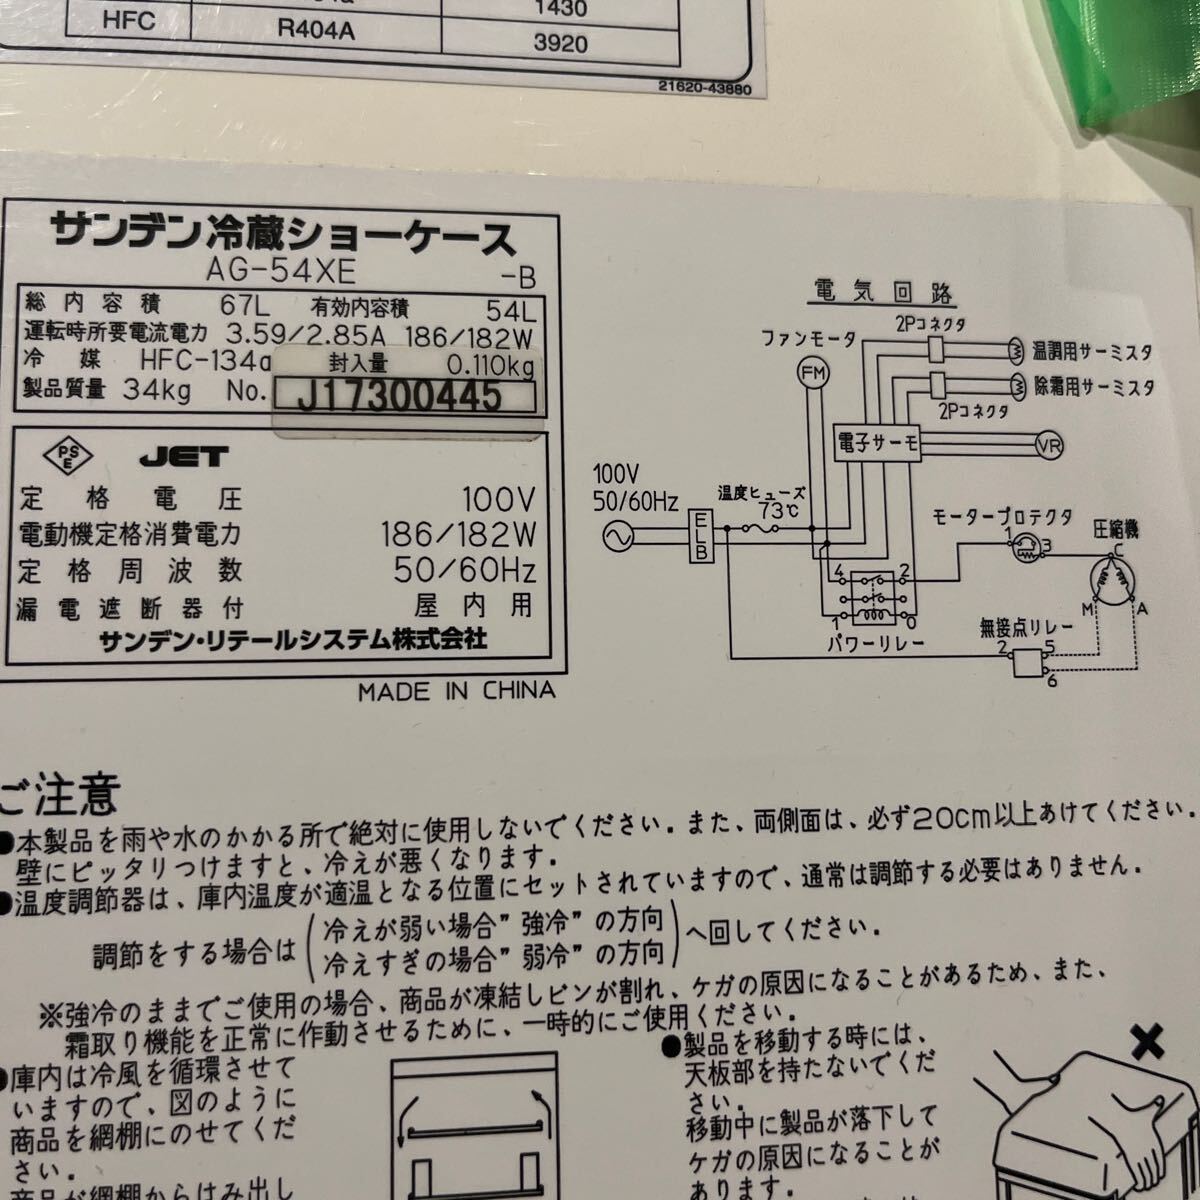 1430
HFC R404A 3920
21620-43880
サンデン冷蔵ショーケース
AG-54XE -B
総内容積 67L 有効内容積 54L
運転時所要電流電力 3.59/2.85A 186/182W
冷媒 HFC-134a 封入量 0.110kg
製品質量 34kg No. J17300445
PSE JET
定格電圧 100V
電動機定格消費電力 186/182W
定格周波数 50/60Hz
漏電遮断器付 屋内用
サンデン・リテールシステム株式会社
MADE IN CHINA
電気回路
2Pコネクタ
ファンモータ
温調用サーミスタ
FM
除霜用サーミスタ
2Pコネクタ
電子サーモ
VR
100V
50/60Hz
温度ヒューズ
73℃
ELB
モータープロテクタ
1
3
圧縮機
C
M A
4 2
1 0
パワーリレー
無接点リレー
2 5
6
ご注意
●本製品を雨や水のかかる所で絶対に使用しないでください。また、両側面は、必ず20cm以上あけてください。
壁にピッタリつけますと、冷えが悪くなります。
●温度調節器は、庫内温度が適温となる位置にセットされていますので、通常は調節する必要はありません。
調節をする場合は(冷えが弱い場合"強冷"の方向
冷えすぎの場合"弱冷"の方向)へ回してください。
※強冷のままでご使用の場合、商品が凍結しビンが割れ、ケガの原因になることがあるため、また、
霜取り機能を正常に作動させるために、一時的にご使用ください。
●庫内は冷風を循環させて
いますので、図のように
商品を網棚にのせてくだ
さい。
商品が網棚からはみ出し
●製品を移動する時には、
天板部を持たないでくだ
さい。
移動中に製品が落下して
ケガの原因になることが
あります。